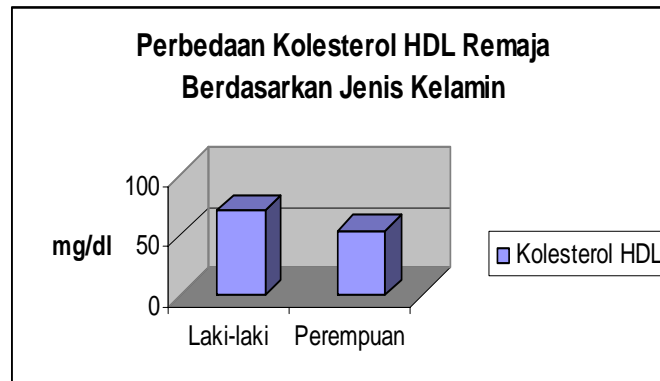 Perbedaan Kolesterol HDL Remaja
Berdasarkan Jenis Kelamin
100
50
0
mg/dl
Laki-laki Perempuan
Kolesterol HDL